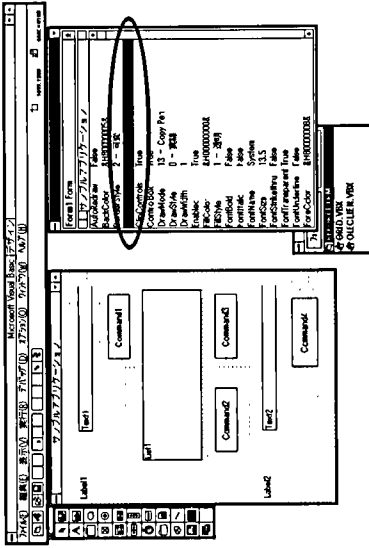 Microsoft Visual Basic [デザイン]
ファイル(F) 編集(E) 表示(V) 実行(R) デバッグ(D) オプション(O) ウィンドウ(W) ヘルプ(H)
サンプルアプリケーション
Label1
Text1
Command1
List1
Command2
Command3
Label2
Text2
Command4
Form1 Form
サンプルアプリケーション
AutoRedraw False
BackColor &H80000005&
BorderStyle 2 - 可変
ClipControls True
ControlBox True
DrawMode 13 - Copy Pen
DrawStyle 0 - 実線
DrawWidth 1
Enabled True
FillColor &H00000000&
FillStyle 1 - 透明
FontBold False
FontItalic False
FontName System
FontSize 13.5
FontStrikethru False
FontTransparent True
FontUnderline False
ForeColor &H80000008&
GRID.VBX
OLECLIEN.VBX